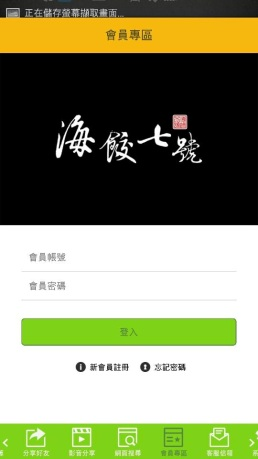 正在儲存螢幕擷取畫面...
會員專區
海餃七號
會員帳號
會員密碼
登入
新會員註冊 忘記密碼
分享好友 影音分享 網頁搜尋 會員專區 客服信箱